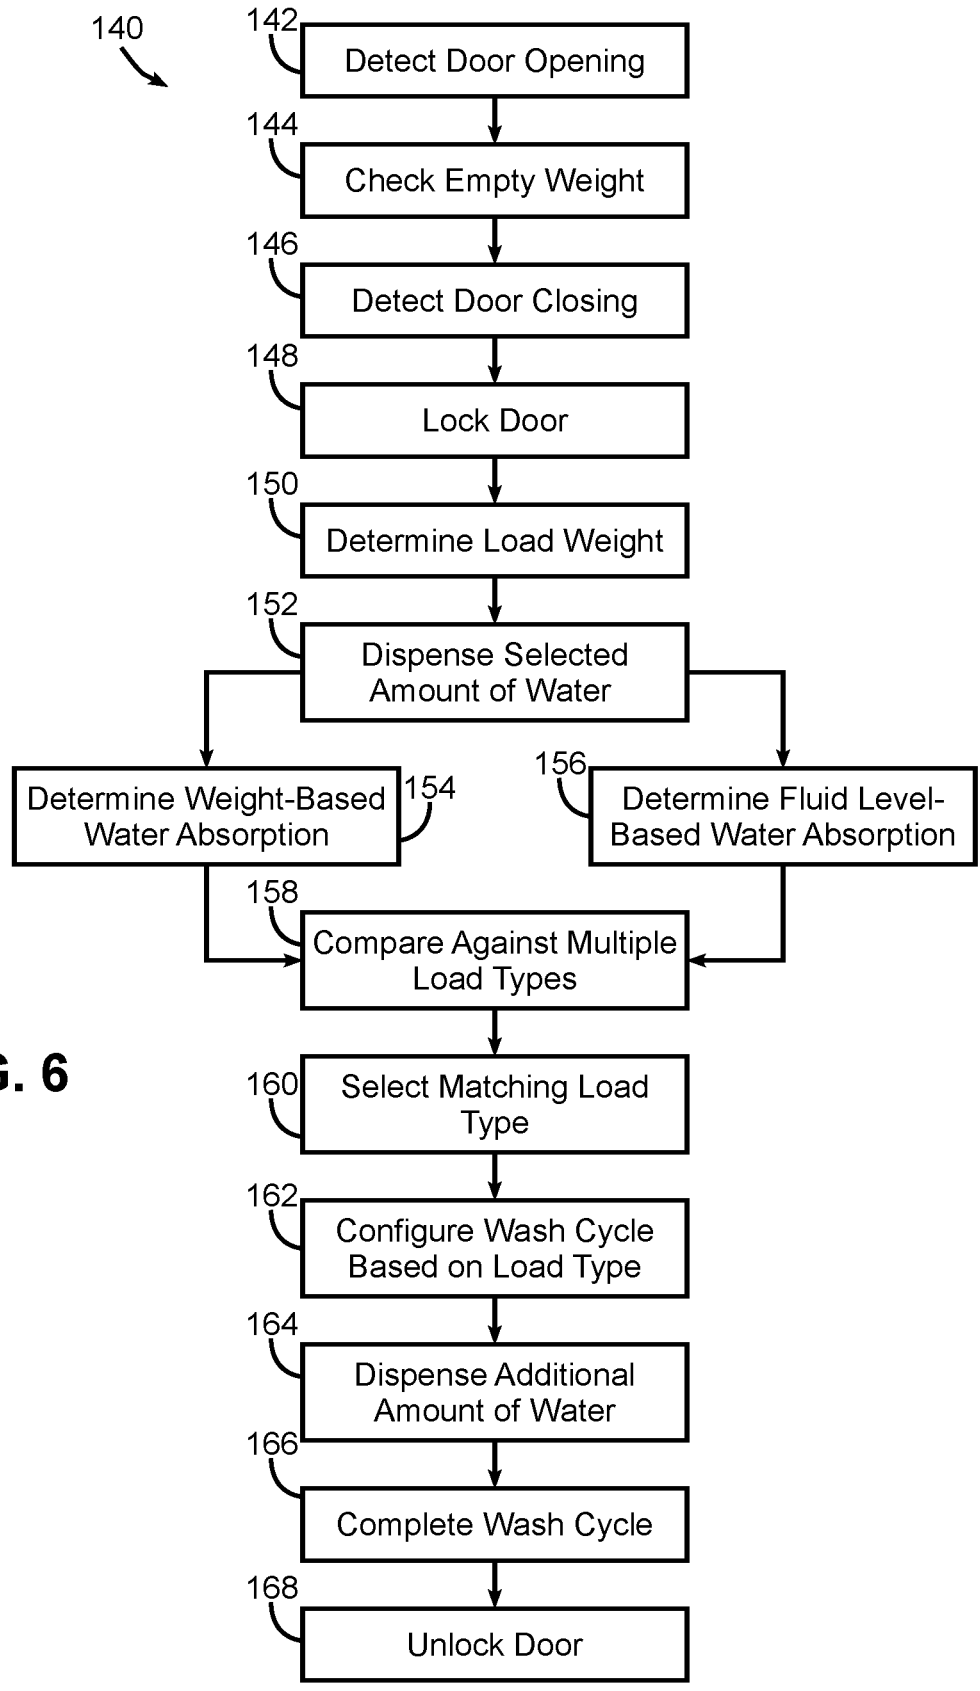 140
142
Detect Door Opening
144
Check Empty Weight
146
Detect Door Closing
148
Lock Door
150
Determine Load Weight
152
Dispense Selected
Amount of Water
154
Determine Weight-Based
Water Absorption
156
Determine Fluid Level-
Based Water Absorption
158
Compare Against Multiple
Load Types
G. 6
160
Select Matching Load
Type
162
Configure Wash Cycle
Based on Load Type
164
Dispense Additional
Amount of Water
166
Complete Wash Cycle
168
Unlock Door